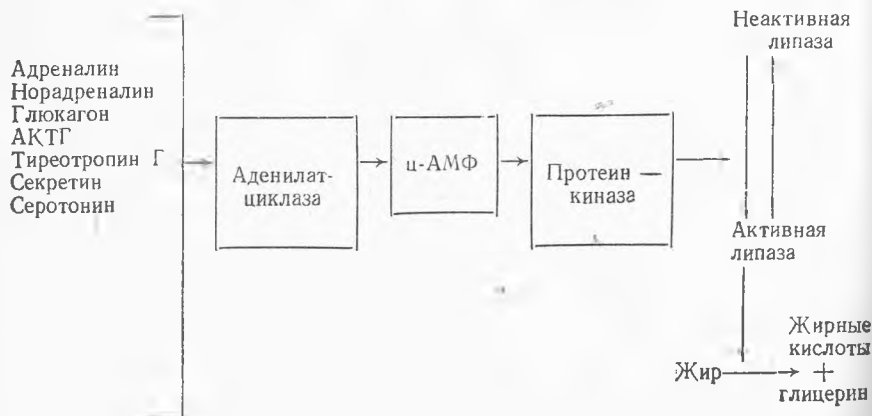 Неактивная
липаза
Адреналин
Норадреналин
Глюкагон
АКТГ
Тиреотропин Г
Секретин
Серотонин
Аденилат-
циклаза
ц-АМФ
Протеин —
киназа
Активная
липаза
Жирные
кислоты
Жир
+
глицерин